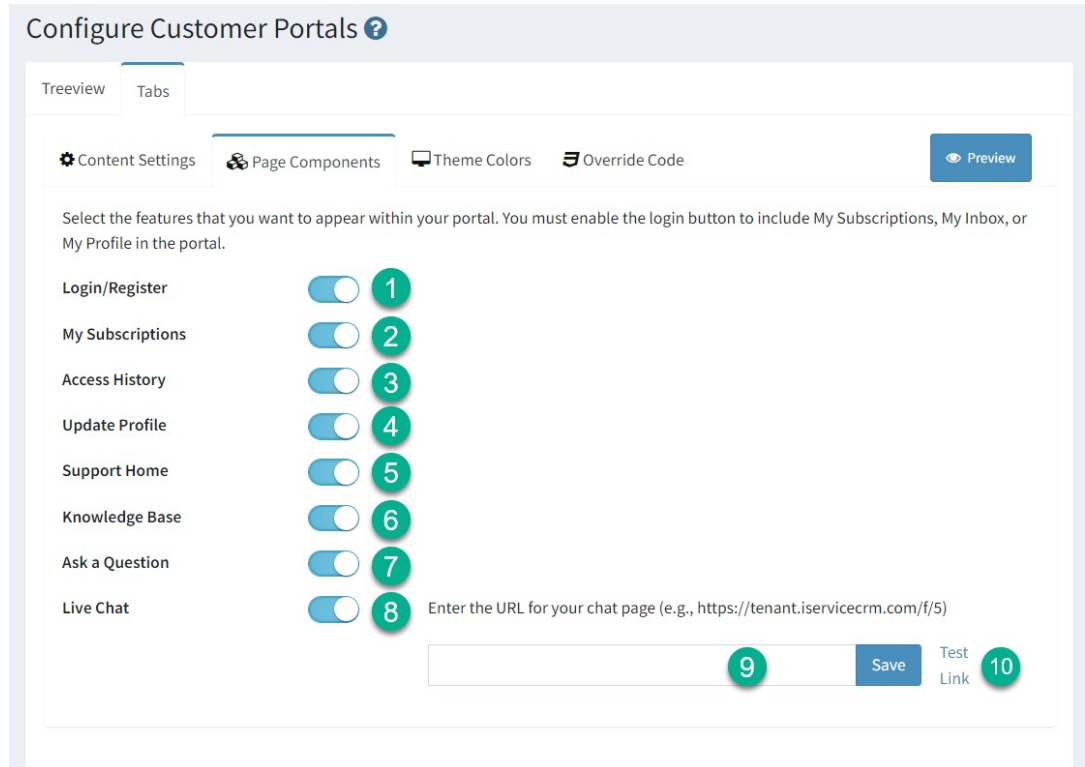 Configure Customer Portals ?
Treeview Tabs
Content Settings Page Components Theme Colors Override Code Preview
Select the features that you want to appear within your portal. You must enable the login button to include My Subscriptions, My Inbox, or
My Profile in the portal.
Login/Register 1
My Subscriptions 2
Access History 3
Update Profile 4
Support Home 5
Knowledge Base 6
Ask a Question 7
Live Chat 8 Enter the URL for your chat page (e.g., https://tenant.iservicecrm.com/f/5)
9 Save Test
Link 10